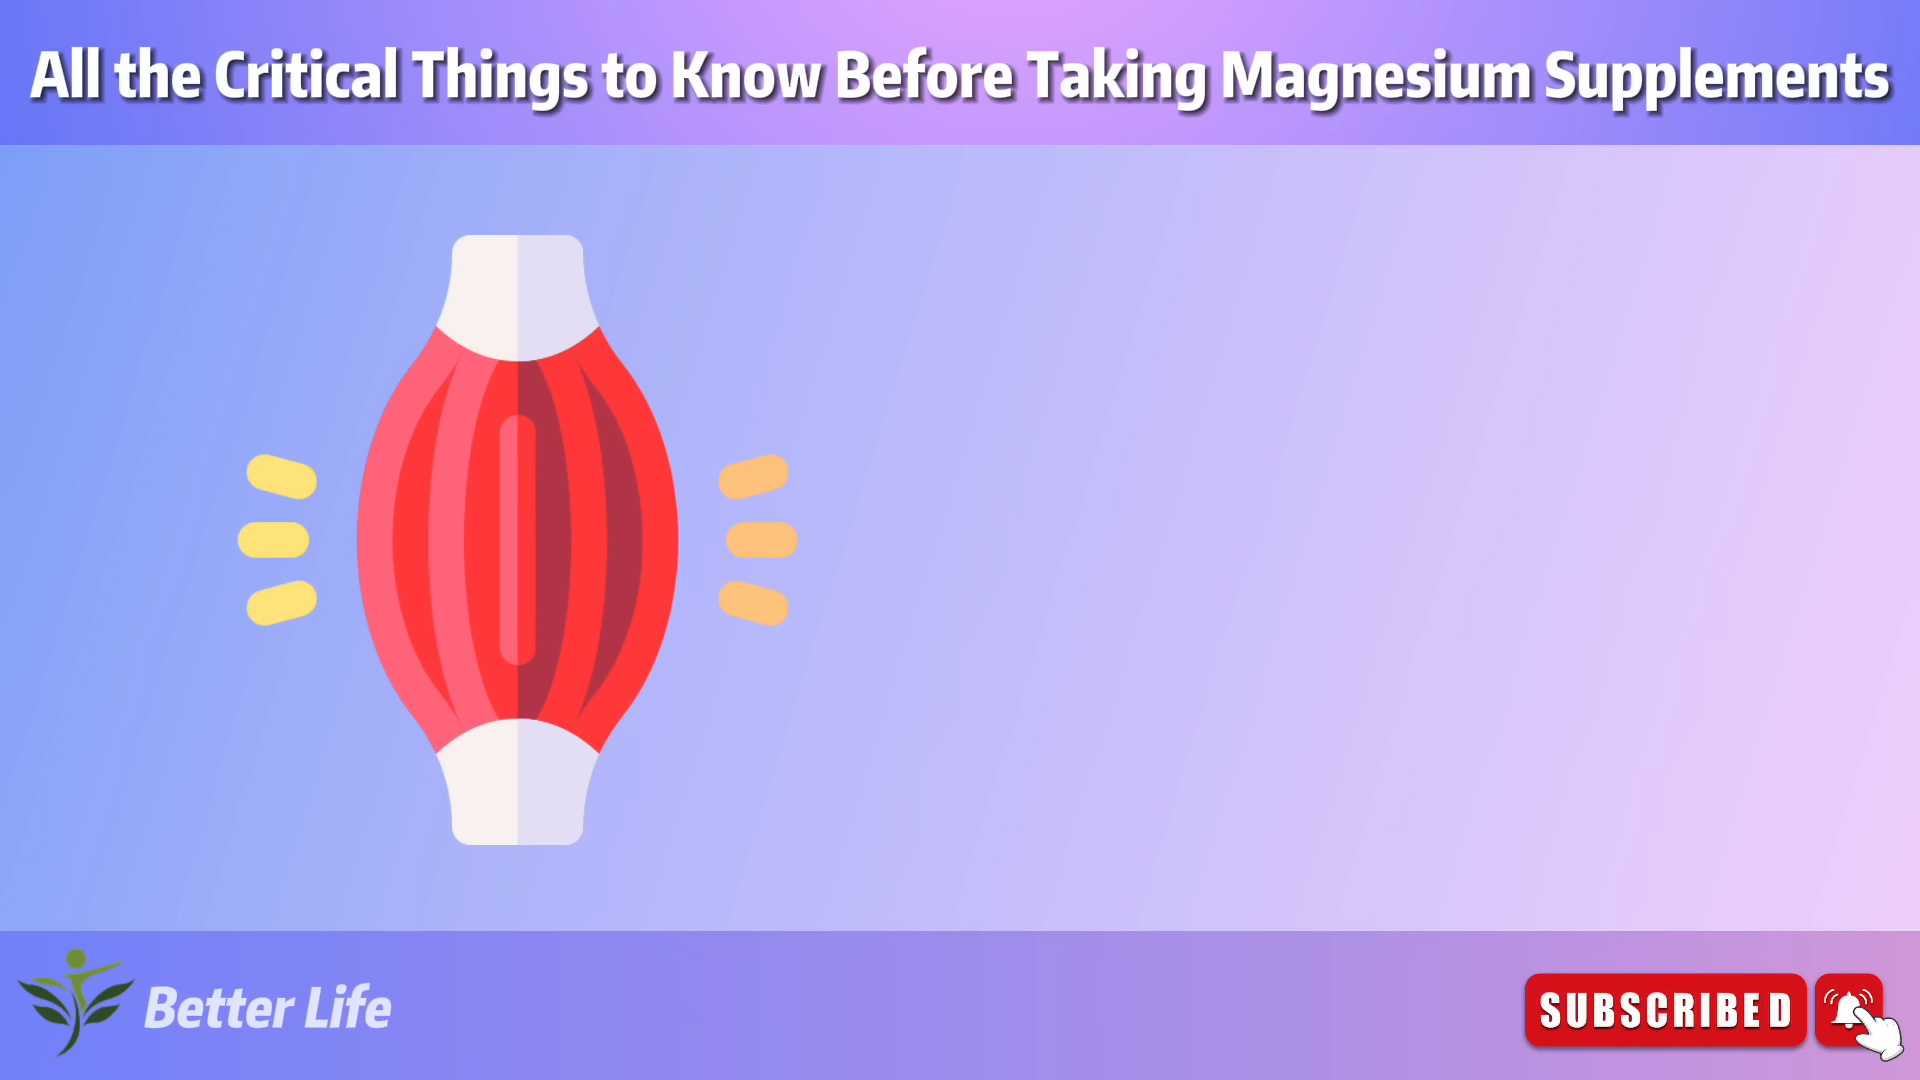 All the Critical Things to Know Before Taking Magnesium Supplements
Better Life
SUBSCRIBED